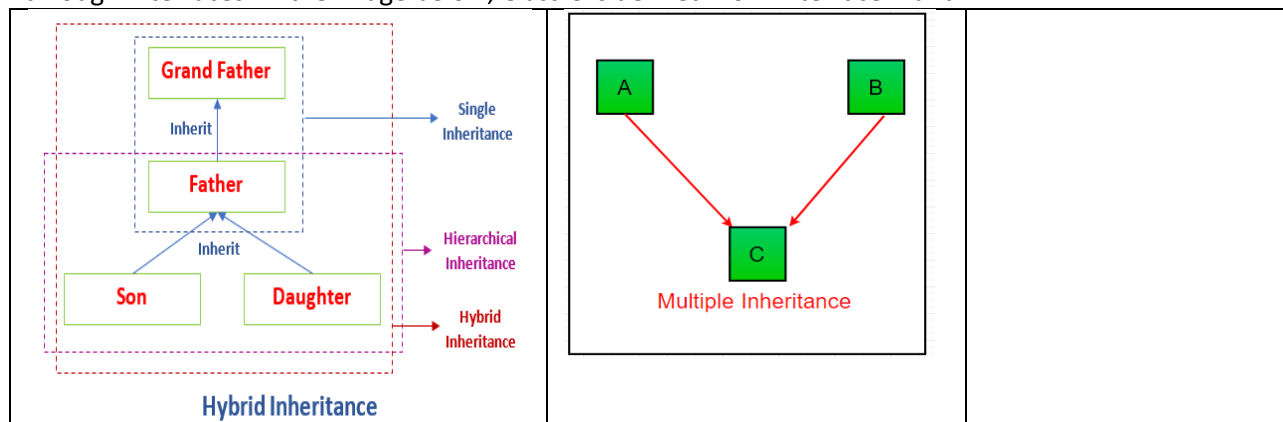 Grand Father
Inherit
Single
Inheritance
Father
Inherit
Hierarchical
Inheritance
Son
Daughter
Hybrid
Inheritance
Hybrid Inheritance
A
B
C
Multiple Inheritance